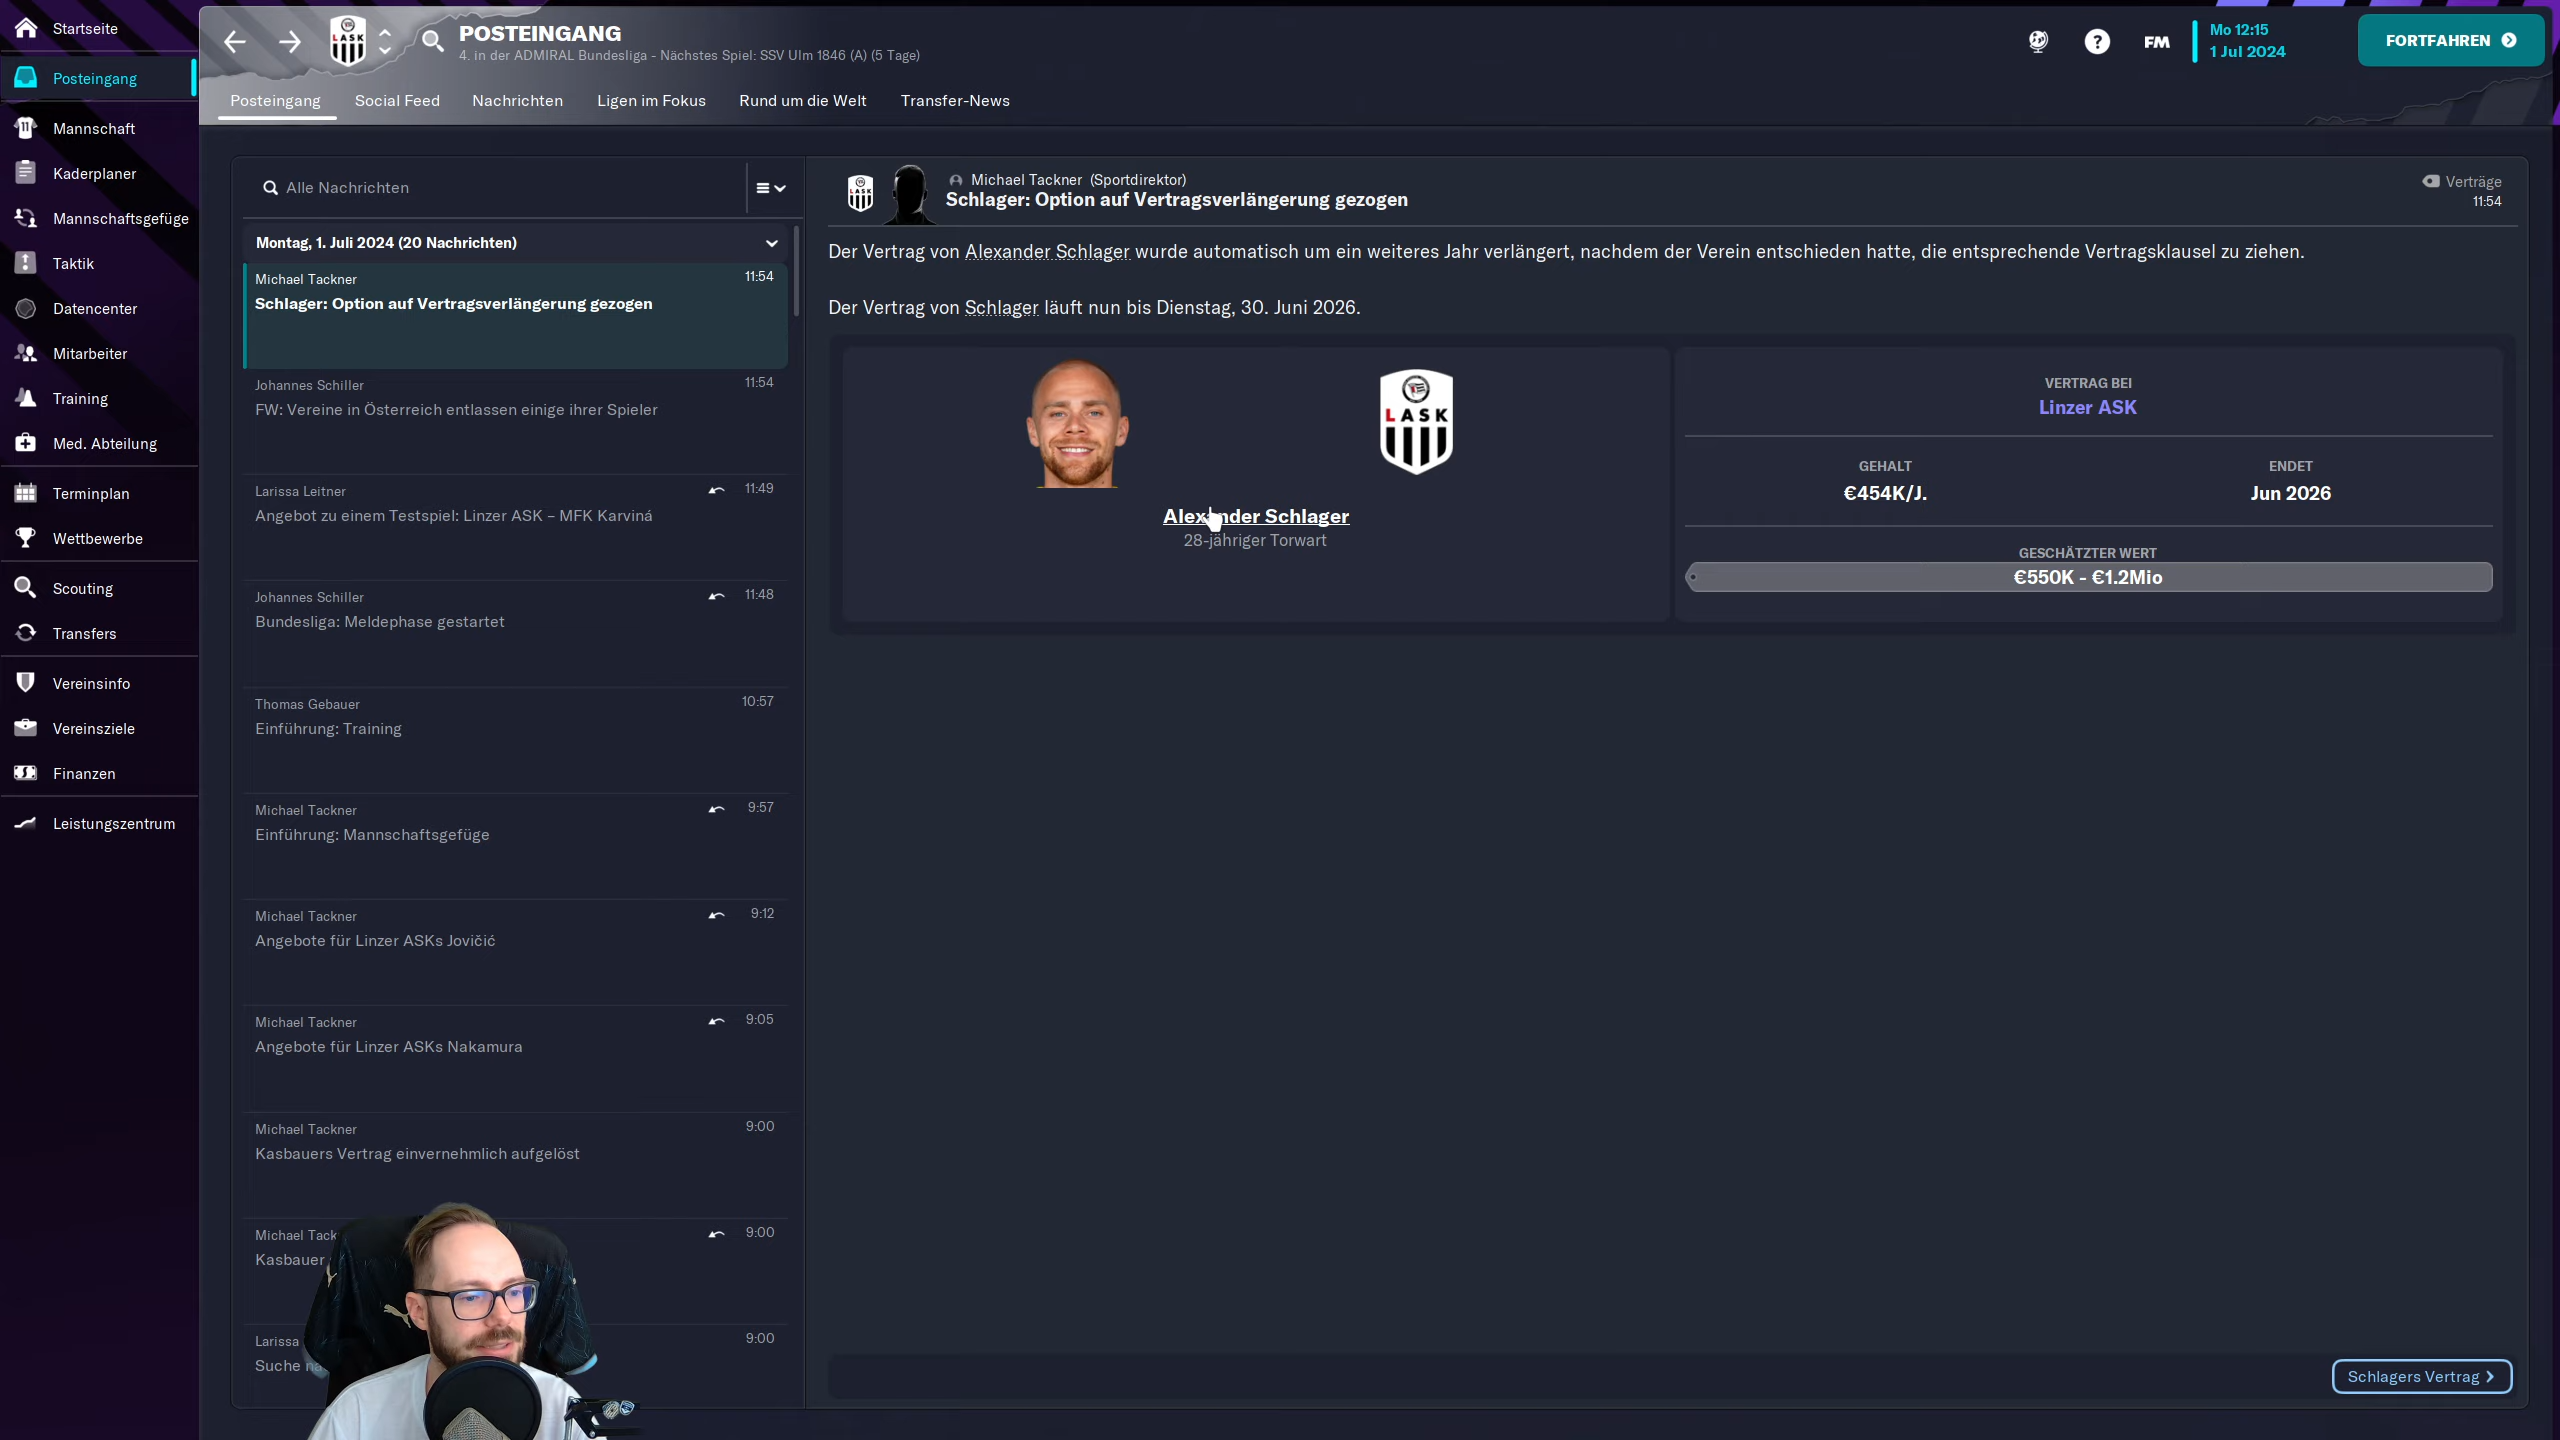 Startseite
Posteingang
Mannschaft
Kaderplaner
Mannschaftsgefüge
Taktik
Datencenter
Mitarbeiter
Training
Med. Abteilung
Terminplan
Wettbewerbe
Scouting
Transfers
Vereinsinfo
Vereinsziele
Finanzen
Leistungszentrum
LASK
POSTEINGANG
4. in der ADMIRAL Bundesliga - Nächstes Spiel: SSV Ulm 1846 (A) (5 Tage)
FM
Mo 12:15
1 Jul 2024
FORTFAHREN
Posteingang
Social Feed
Nachrichten
Ligen im Fokus
Rund um die Welt
Transfer-News
Alle Nachrichten
Montag, 1. Juli 2024 (20 Nachrichten)
Michael Tackner 11:54
Schlager: Option auf Vertragsverlängerung gezogen
Johannes Schiller 11:54
FW: Vereine in Österreich entlassen einige ihrer Spieler
Larissa Leitner 11:49
Angebot zu einem Testspiel: Linzer ASK – MFK Karviná
Johannes Schiller 11:48
Bundesliga: Meldephase gestartet
Thomas Gebauer 10:57
Einführung: Training
Michael Tackner 9:57
Einführung: Mannschaftsgefüge
Michael Tackner 9:12
Angebote für Linzer ASKs Jovičić
Michael Tackner 9:05
Angebote für Linzer ASKs Nakamura
Michael Tackner 9:00
Kasbauers Vertrag einvernehmlich aufgelöst
Michael Tack 9:00
Kasbauer
Larissa 9:00
Suche na
LASK
Michael Tackner (Sportdirektor)
Schlager: Option auf Vertragsverlängerung gezogen
Verträge
11:54
Der Vertrag von Alexander Schlager wurde automatisch um ein weiteres Jahr verlängert, nachdem der Verein entschieden hatte, die entsprechende Vertragsklausel zu ziehen.
Der Vertrag von Schlager läuft nun bis Dienstag, 30. Juni 2026.
LASK
Alexander Schlager
28-jähriger Torwart
VERTRAG BEI
Linzer ASK
GEHALT
€454K/J.
ENDET
Jun 2026
GESCHÄTZTER WERT
€550K - €1.2Mio
Schlagers Vertrag